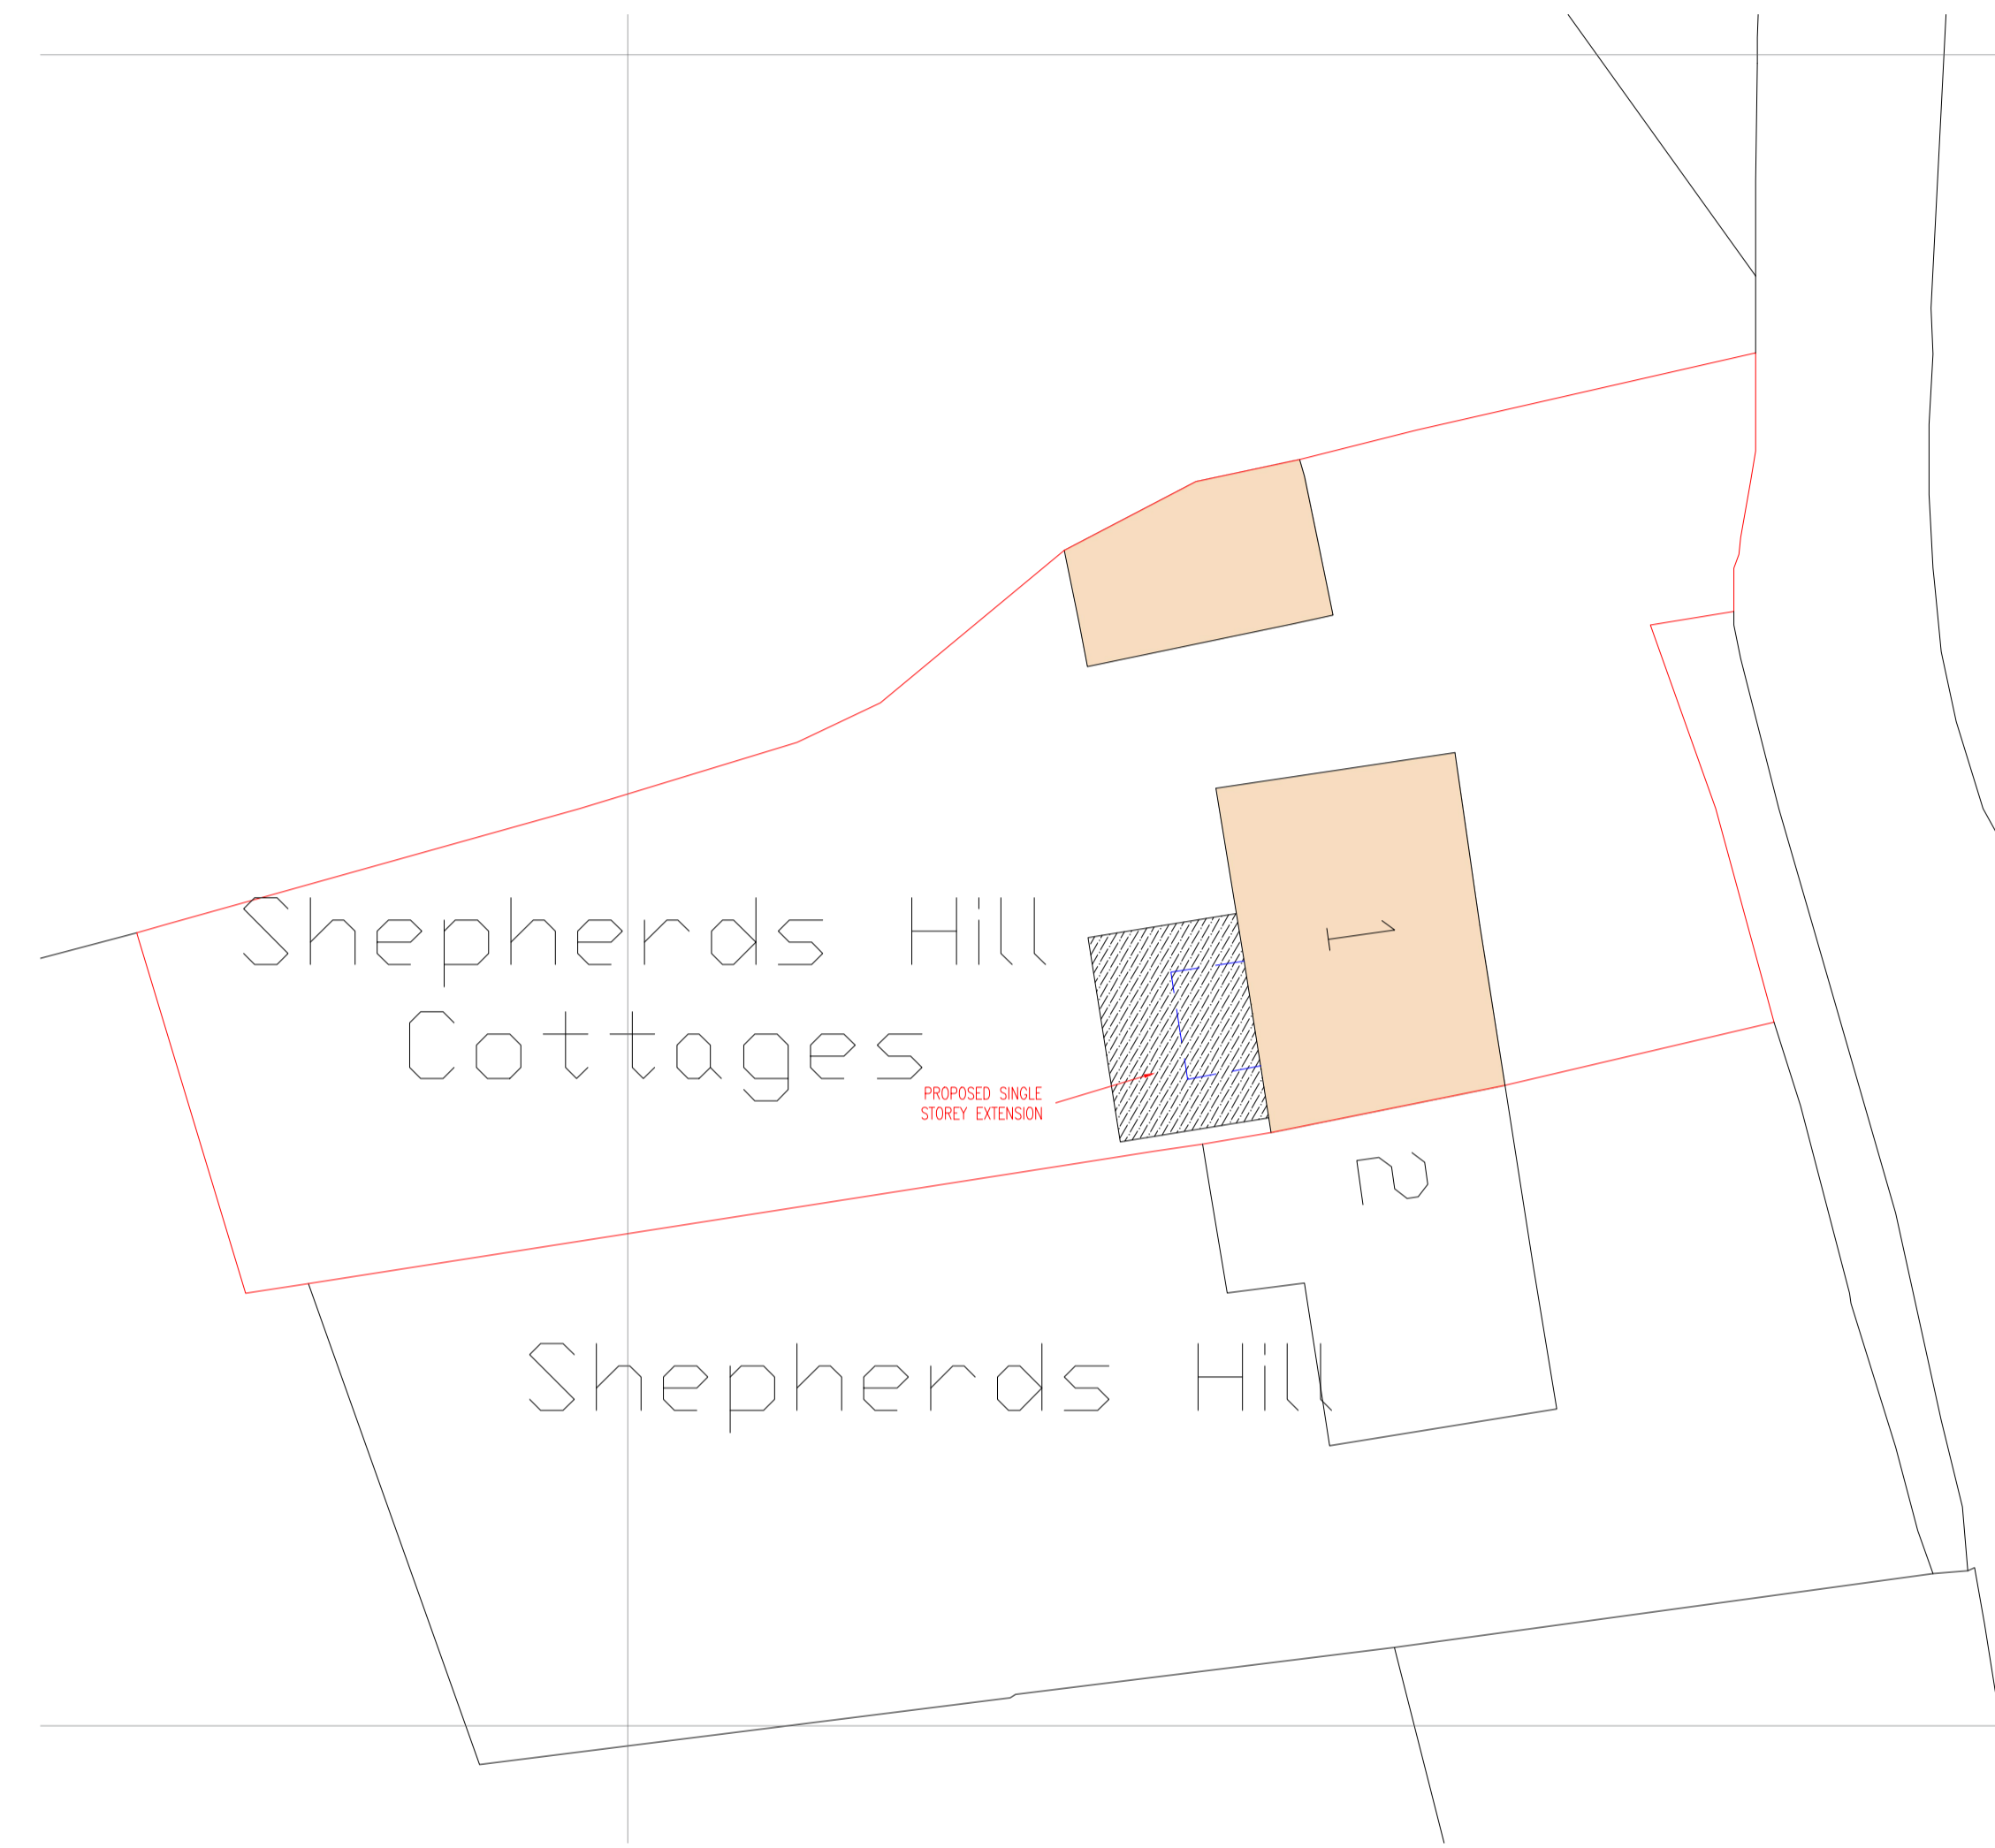 1
Shepherds Hill
Cottages
PROPOSED SINGLE
STOREY EXTENSION
2
Shepherds Hill